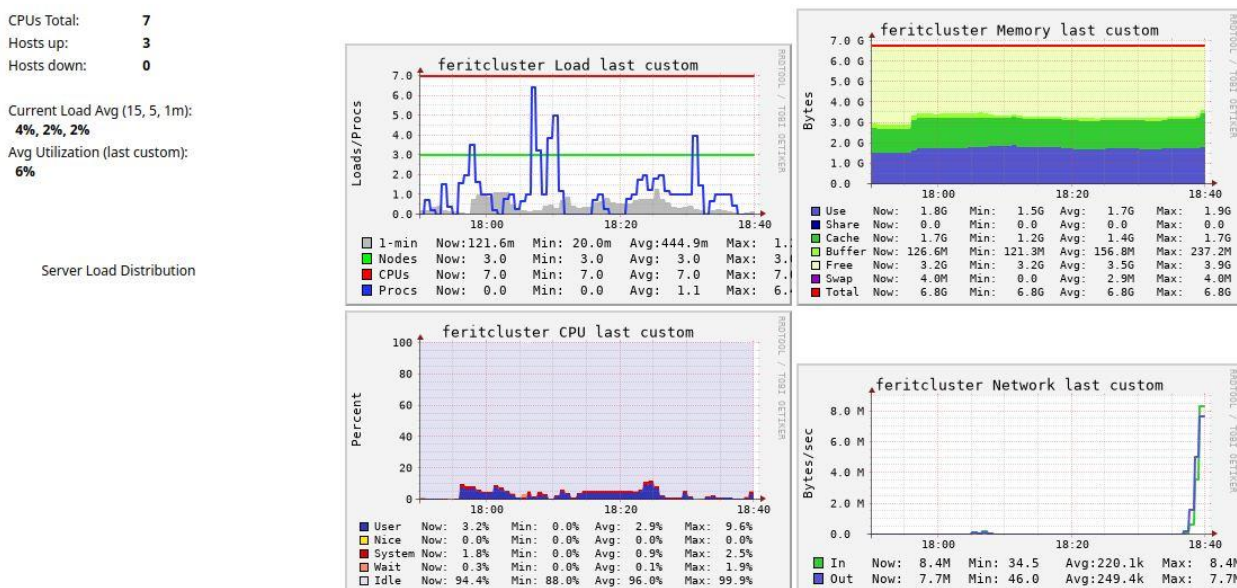 CPUs Total: 7
Hosts up: 3
Hosts down: 0
Current Load Avg (15, 5, 1m):
4%, 2%, 2%
Avg Utilization (last custom):
6%
Server Load Distribution
feritcluster Load last custom
RRDTOOL / TOBI OETIKER
Loads/Procs
7.0
6.0
5.0
4.0
3.0
2.0
1.0
0.0
18:00 18:20 18:40
1-min Now:121.6m Min: 20.0m Avg:444.9m Max:
Nodes Now: 3.0 Min: 3.0 Avg: 3.0 Max:
CPUs Now: 7.0 Min: 7.0 Avg: 7.0 Max:
Procs Now: 0.0 Min: 0.0 Avg: 1.1 Max:
feritcluster Memory last custom
RRDTOOL / TOBI OETIKER
Bytes
7.0 G
6.0 G
5.0 G
4.0 G
3.0 G
2.0 G
1.0 G
0.0
18:00 18:20 18:40
Use Now: 1.8G Min: 1.5G Avg: 1.7G Max: 1.9G
Share Now: 0.0 Min: 0.0 Avg: 0.0 Max: 0.0
Cache Now: 1.7G Min: 1.2G Avg: 1.4G Max: 1.7G
Buffer Now: 126.6M Min: 121.3M Avg: 156.8M Max: 237.2M
Free Now: 3.2G Min: 3.2G Avg: 3.5G Max: 3.9G
Swap Now: 4.0M Min: 0.0 Avg: 2.9M Max: 4.0M
Total Now: 6.8G Min: 6.8G Avg: 6.8G Max: 6.8G
feritcluster CPU last custom
RRDTOOL / TOBI OETIKER
Percent
100
80
60
40
20
0
18:00 18:20 18:40
User Now: 3.2% Min: 0.0% Avg: 2.9% Max: 9.6%
Nice Now: 0.0% Min: 0.0% Avg: 0.0% Max: 0.0%
System Now: 1.8% Min: 0.0% Avg: 0.9% Max: 2.5%
Wait Now: 0.3% Min: 0.0% Avg: 0.1% Max: 1.9%
Idle Now: 94.4% Min: 88.0% Avg: 96.0% Max: 99.9%
feritcluster Network last custom
RRDTOOL / TOBI OETIKER
Bytes/sec
8.0 M
6.0 M
4.0 M
2.0 M
0.0
18:00 18:20 18:40
In Now: 8.4M Min: 34.5 Avg:220.1k Max: 8.4M
Out Now: 7.7M Min: 46.0 Avg:249.4k Max: 7.7M